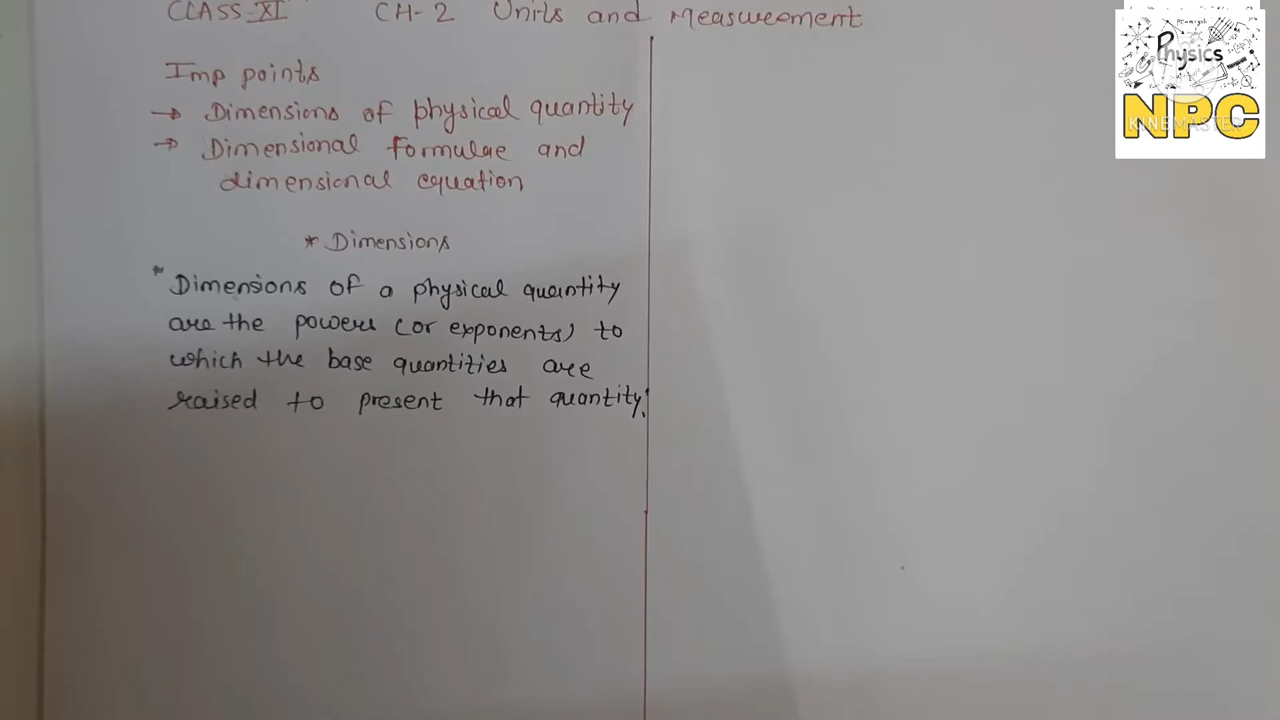 CLASS-XI CH-2 Units and Measurement
Imp points
→ Dimensions of physical quantity
→ Dimensional formulae and
dimensional equation
* Dimensions
* Dimensions of a physical quantity
are the powers (or exponents) to
which the base quantities are
raised to present that quantity.
Physics
NPC
KINEMASTER